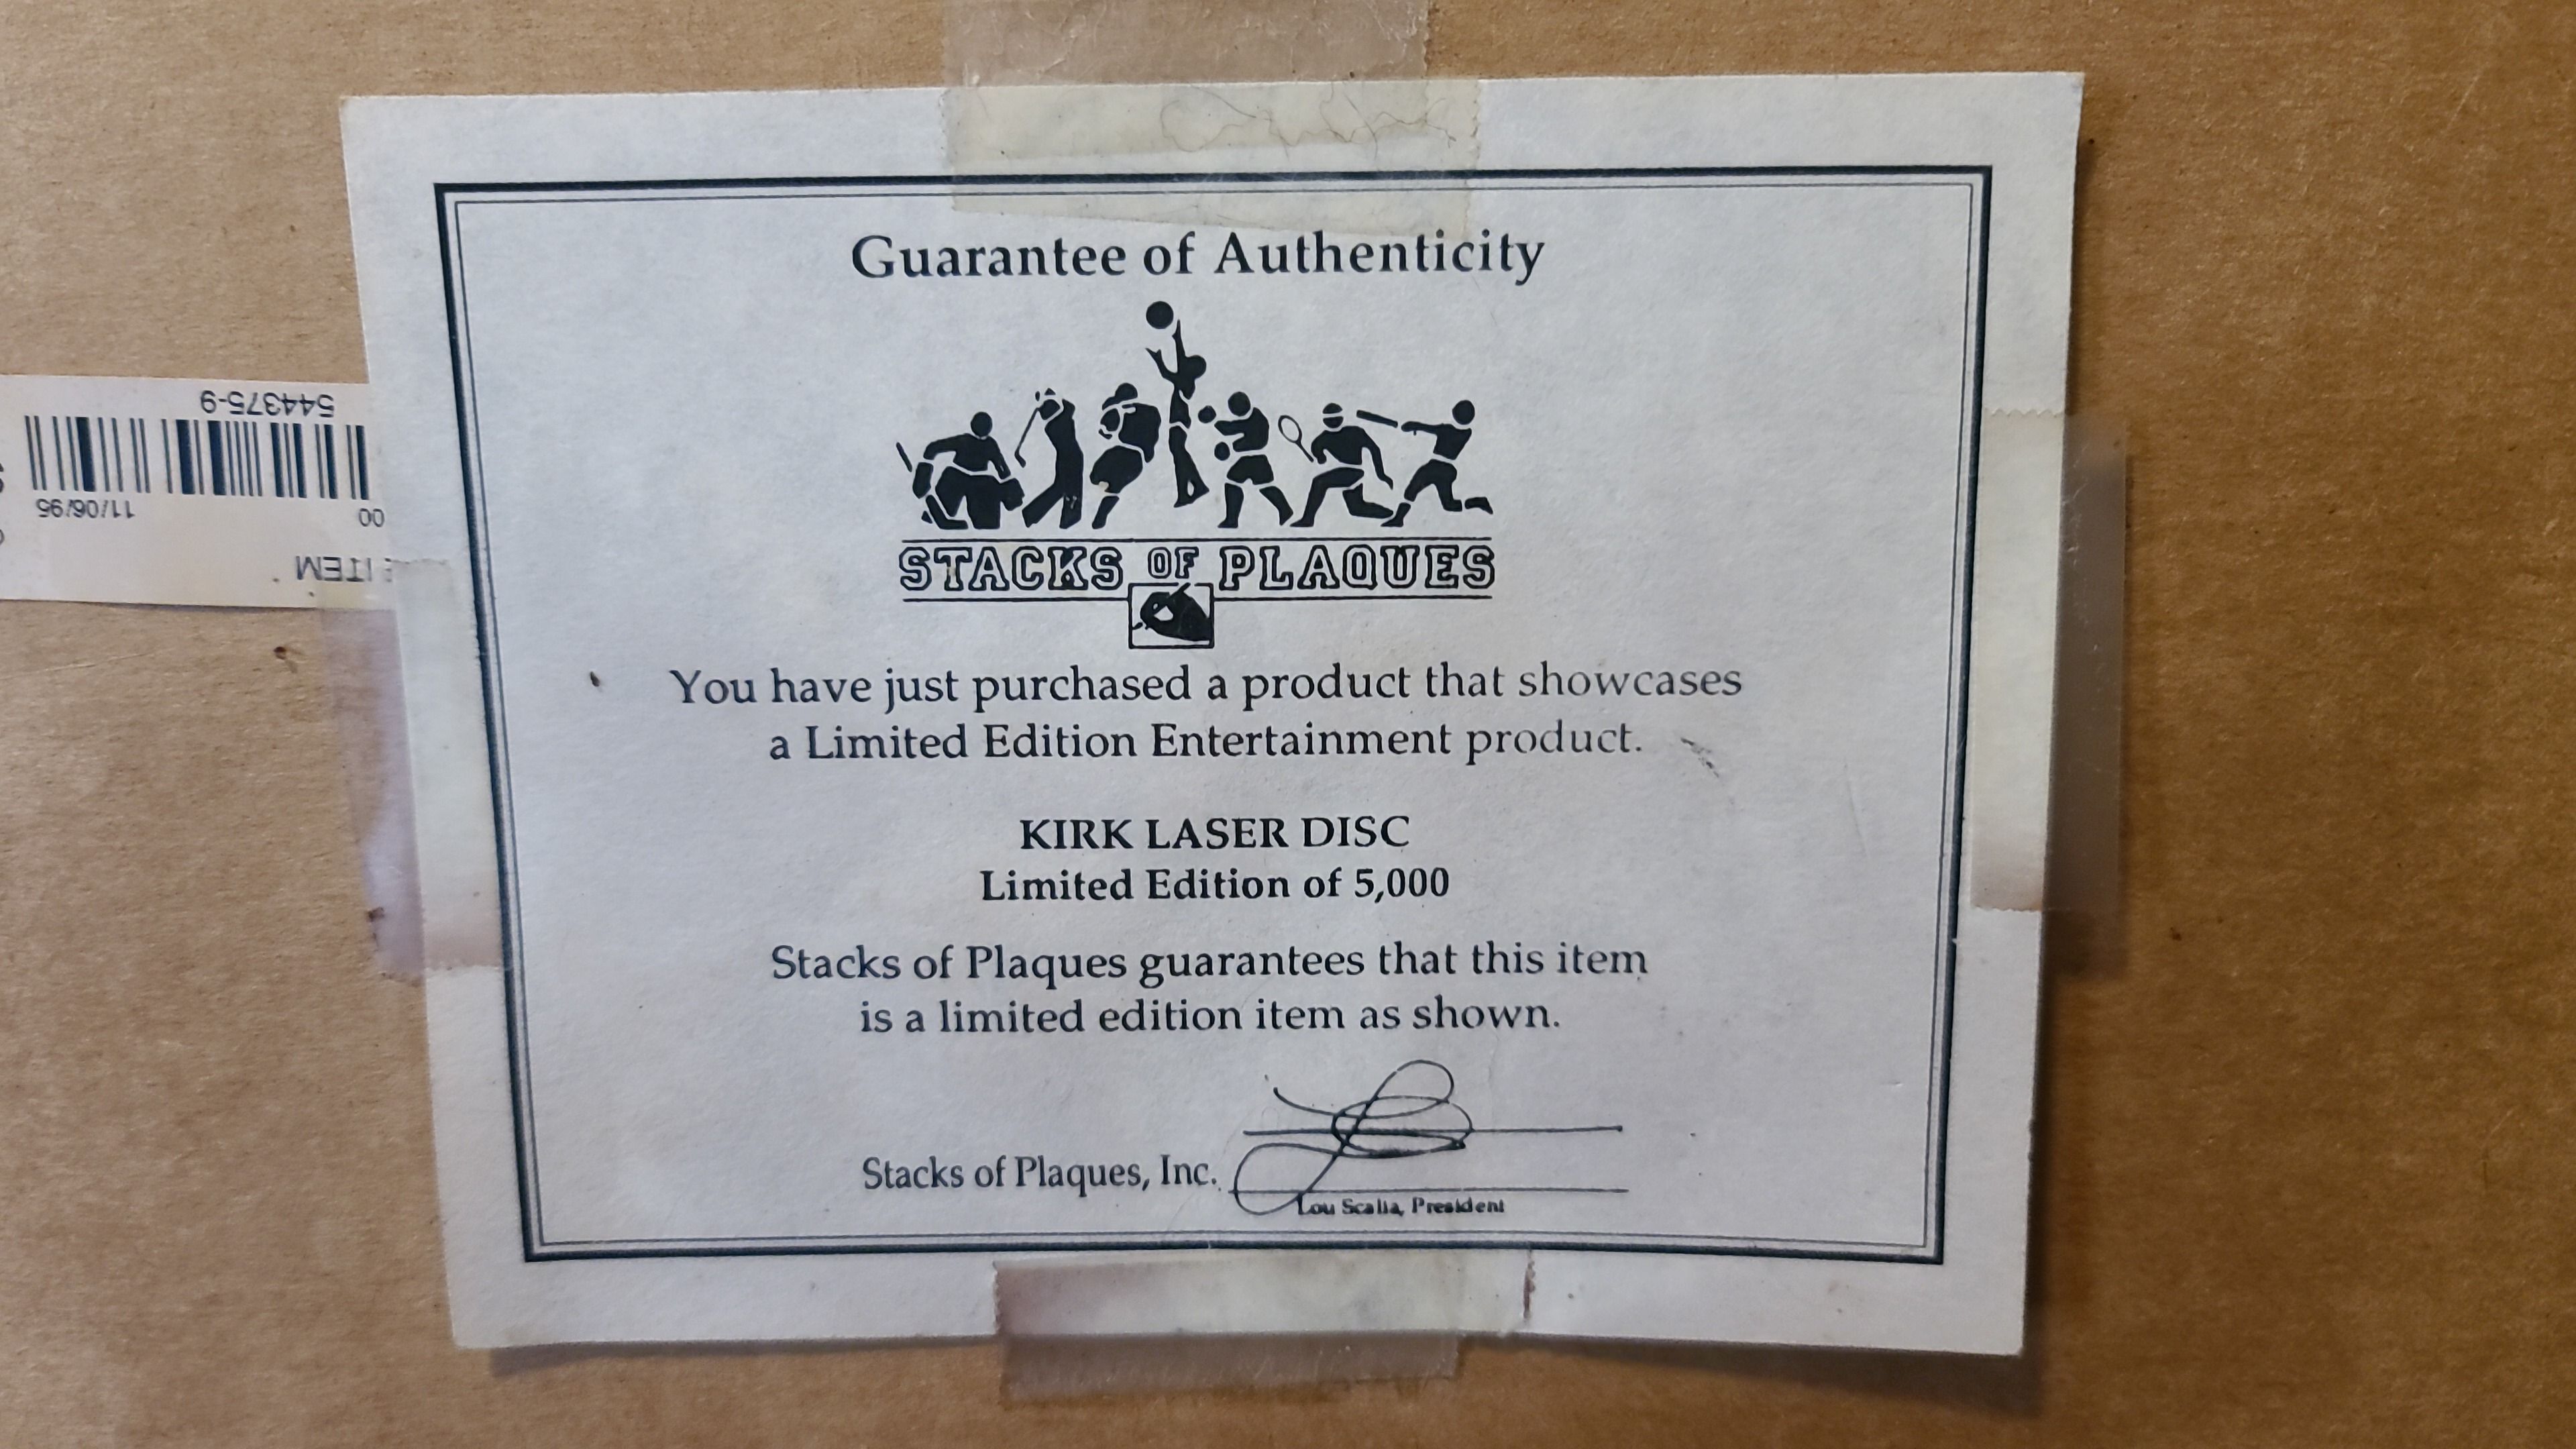 Guarantee of Authenticity
STACKS OF PLAQUES
You have just purchased a product that showcases
a Limited Edition Entertainment product.
KIRK LASER DISC
Limited Edition of 5,000
Stacks of Plaques guarantees that this item
is a limited edition item as shown.
Stacks of Plaques, Inc.
Lou Scalia, President
ITEM
00 11/06/95
544375-9